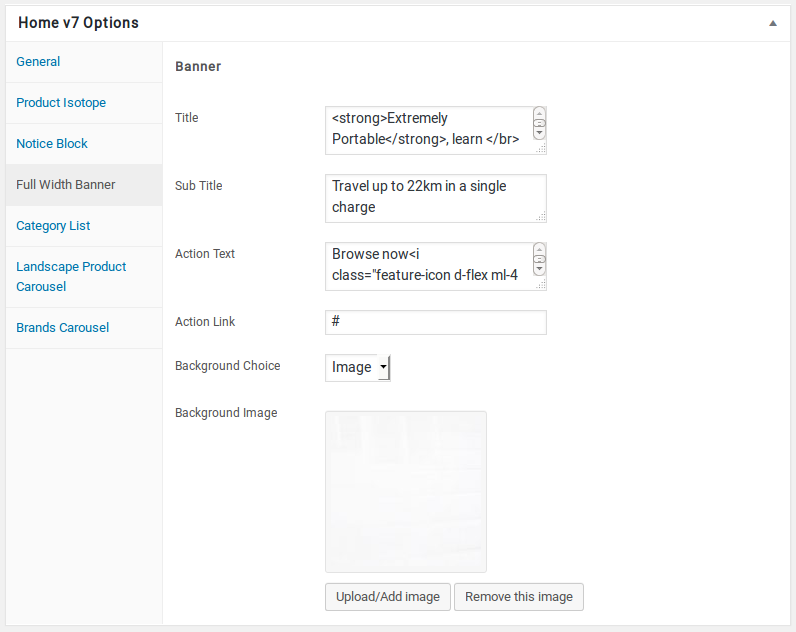 Home v7 Options
General
Product Isotope
Notice Block
Full Width Banner
Category List
Landscape Product
Carousel
Brands Carousel
Banner
Title
<strong>Extremely
Portable</strong>, learn </br>
Sub Title
Travel up to 22km in a single
charge
Action Text
Browse now<i
class="feature-icon d-flex ml-4
Action Link
#
Background Choice
Image
Background Image
Upload/Add image
Remove this image